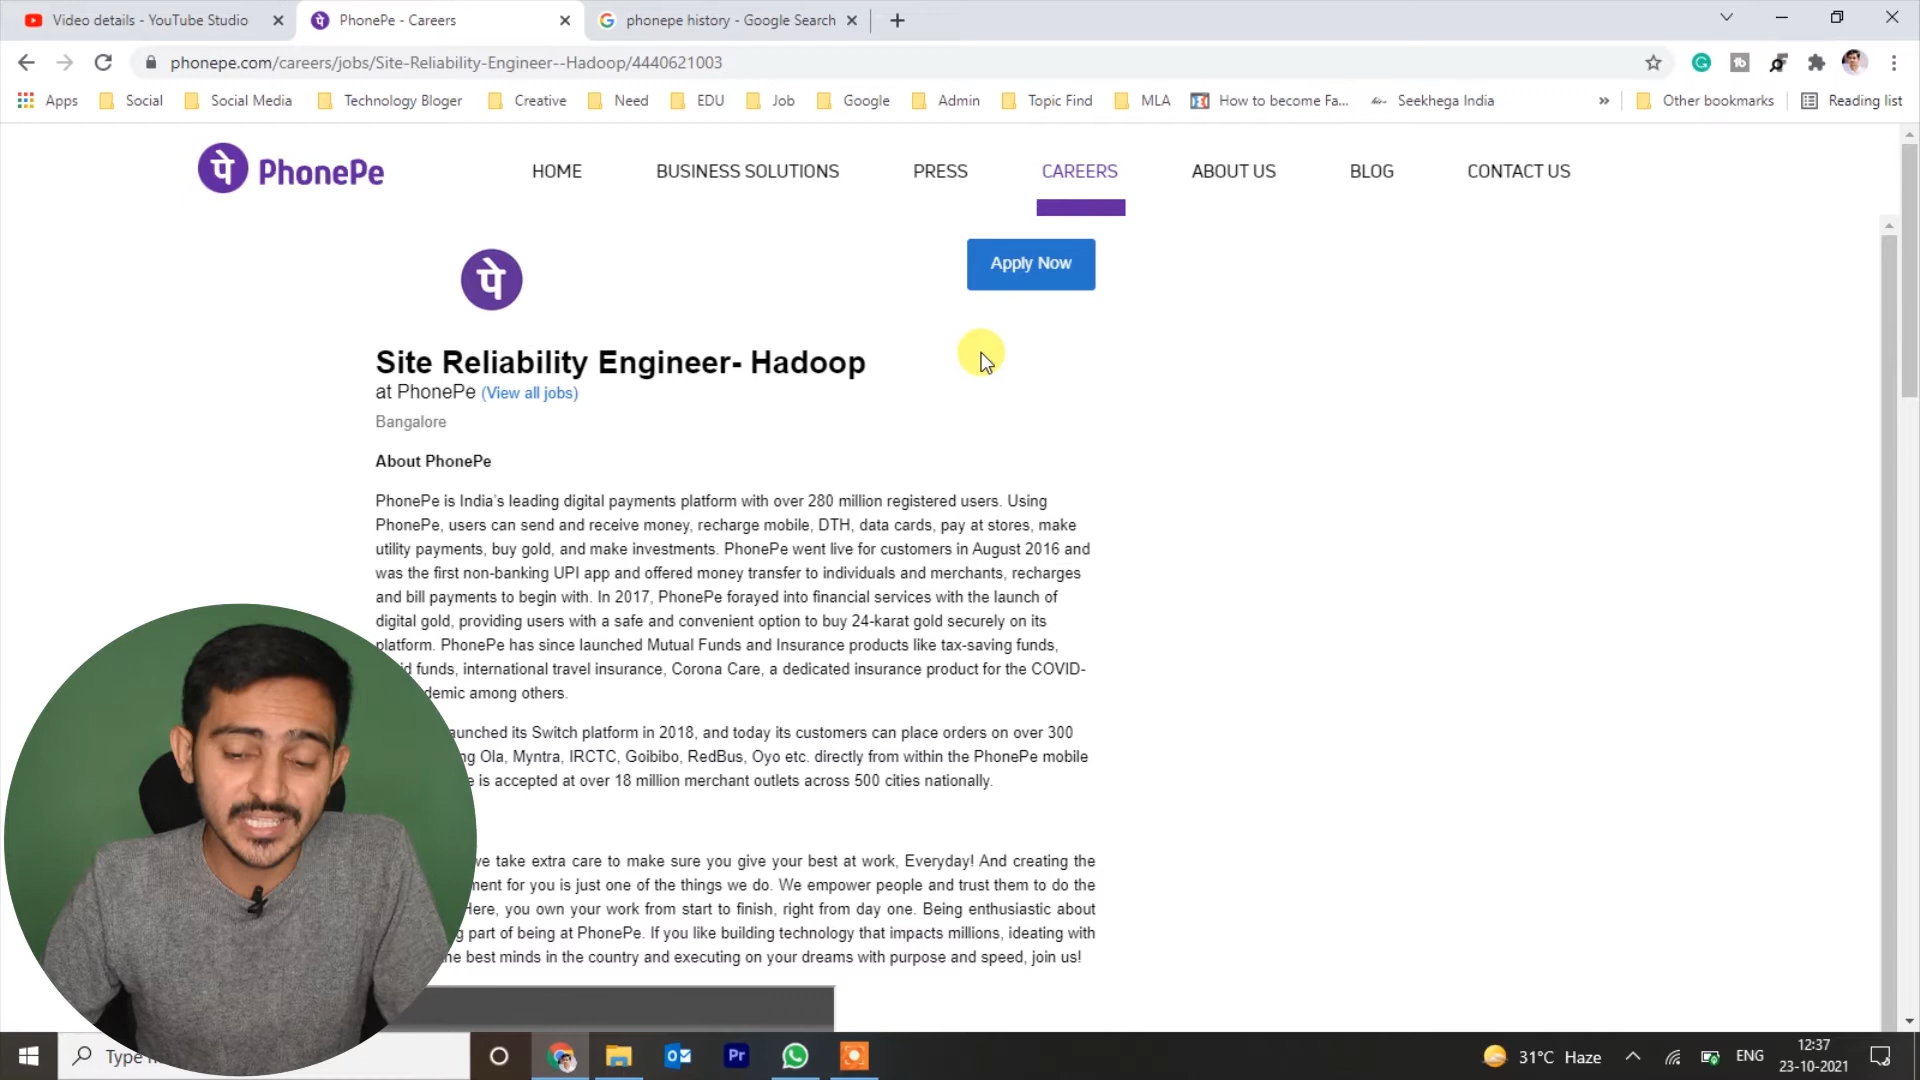 Video details - YouTube Studio
PhonePe - Careers
phonepe history - Google Search
phonepe.com/careers/jobs/Site-Reliability-Engineer--Hadoop/4440621003
Apps Social Social Media Technology Bloger Creative Need EDU Job Google Admin Topic Find MLA How to become Fa... Seekhega India » Other bookmarks Reading list
पे PhonePe HOME BUSINESS SOLUTIONS PRESS CAREERS ABOUT US BLOG CONTACT US
पे
Apply Now
Site Reliability Engineer- Hadoop
at PhonePe (View all jobs)
Bangalore
About PhonePe
PhonePe is India's leading digital payments platform with over 280 million registered users. Using
PhonePe, users can send and receive money, recharge mobile, DTH, data cards, pay at stores, make
utility payments, buy gold, and make investments. PhonePe went live for customers in August 2016 and
was the first non-banking UPI app and offered money transfer to individuals and merchants, recharges
and bill payments to begin with. In 2017, PhonePe forayed into financial services with the launch of
digital gold, providing users with a safe and convenient option to buy 24-karat gold securely on its
platform. PhonePe has since launched Mutual Funds and Insurance products like tax-saving funds,
funds, international travel insurance, Corona Care, a dedicated insurance product for the COVID-
demic among others.
aunched its Switch platform in 2018, and today its customers can place orders on over 300
ng Ola, Myntra, IRCTC, Goibibo, RedBus, Oyo etc. directly from within the PhonePe mobile
is accepted at over 18 million merchant outlets across 500 cities nationally.
we take extra care to make sure you give your best at work, Everyday! And creating the
ment for you is just one of the things we do. We empower people and trust them to do the
Here, you own your work from start to finish, right from day one. Being enthusiastic about
g part of being at PhonePe. If you like building technology that impacts millions, ideating with
he best minds in the country and executing on your dreams with purpose and speed, join us!
Type
31°C Haze
ENG
12:37
23-10-2021